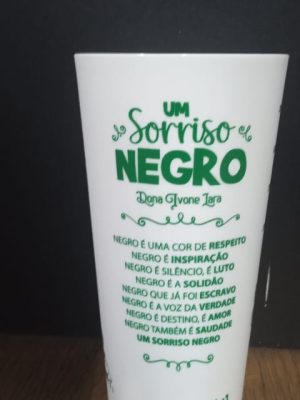 UM
Sorriso
NEGRO
Dona Ivone Lara
NEGRO É UMA COR DE RESPEITO
NEGRO É INSPIRAÇÃO
NEGRO É SILÊNCIO, É LUTO
NEGRO É A SOLIDÃO
NEGRO QUE JÁ FOI ESCRAVO
NEGRO É A VOZ DA VERDADE
NEGRO É DESTINO, É AMOR
NEGRO TAMBÉM É SAUDADE
UM SORRISO NEGRO